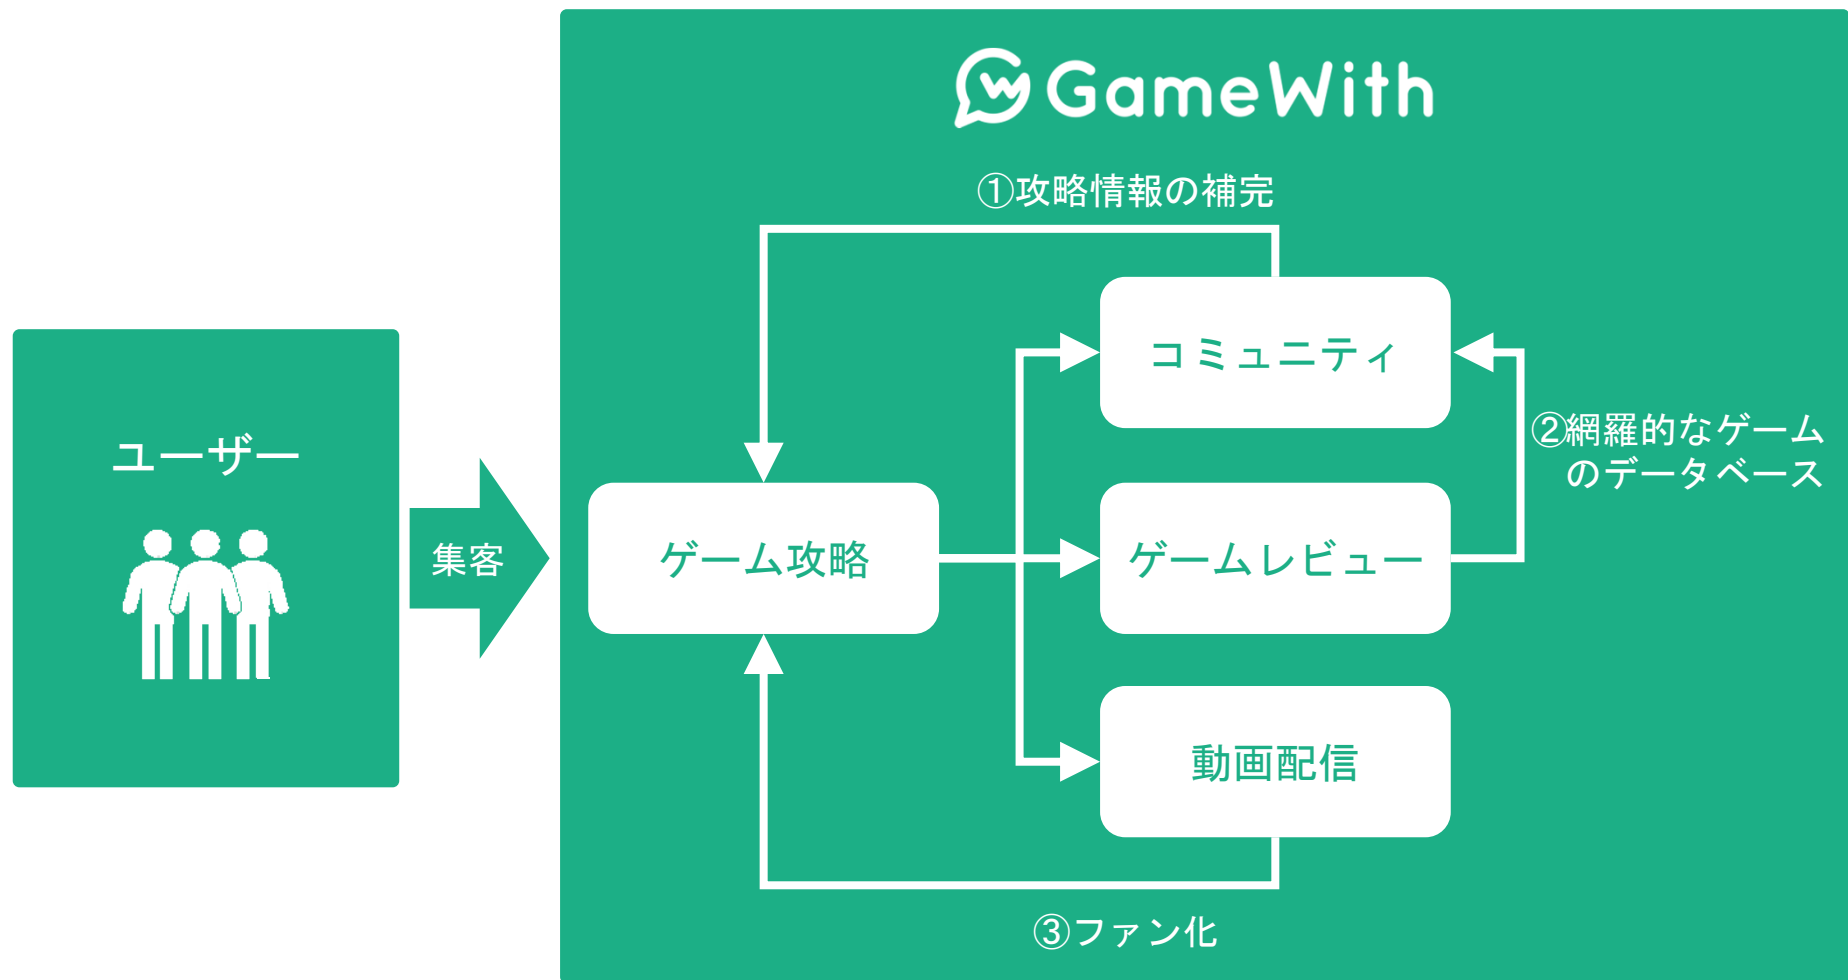 GameWith
①攻略情報の補完
コミュニティ
②網羅的なゲーム
のデータベース
ユーザー
集客
ゲーム攻略
ゲームレビュー
動画配信
③ファン化